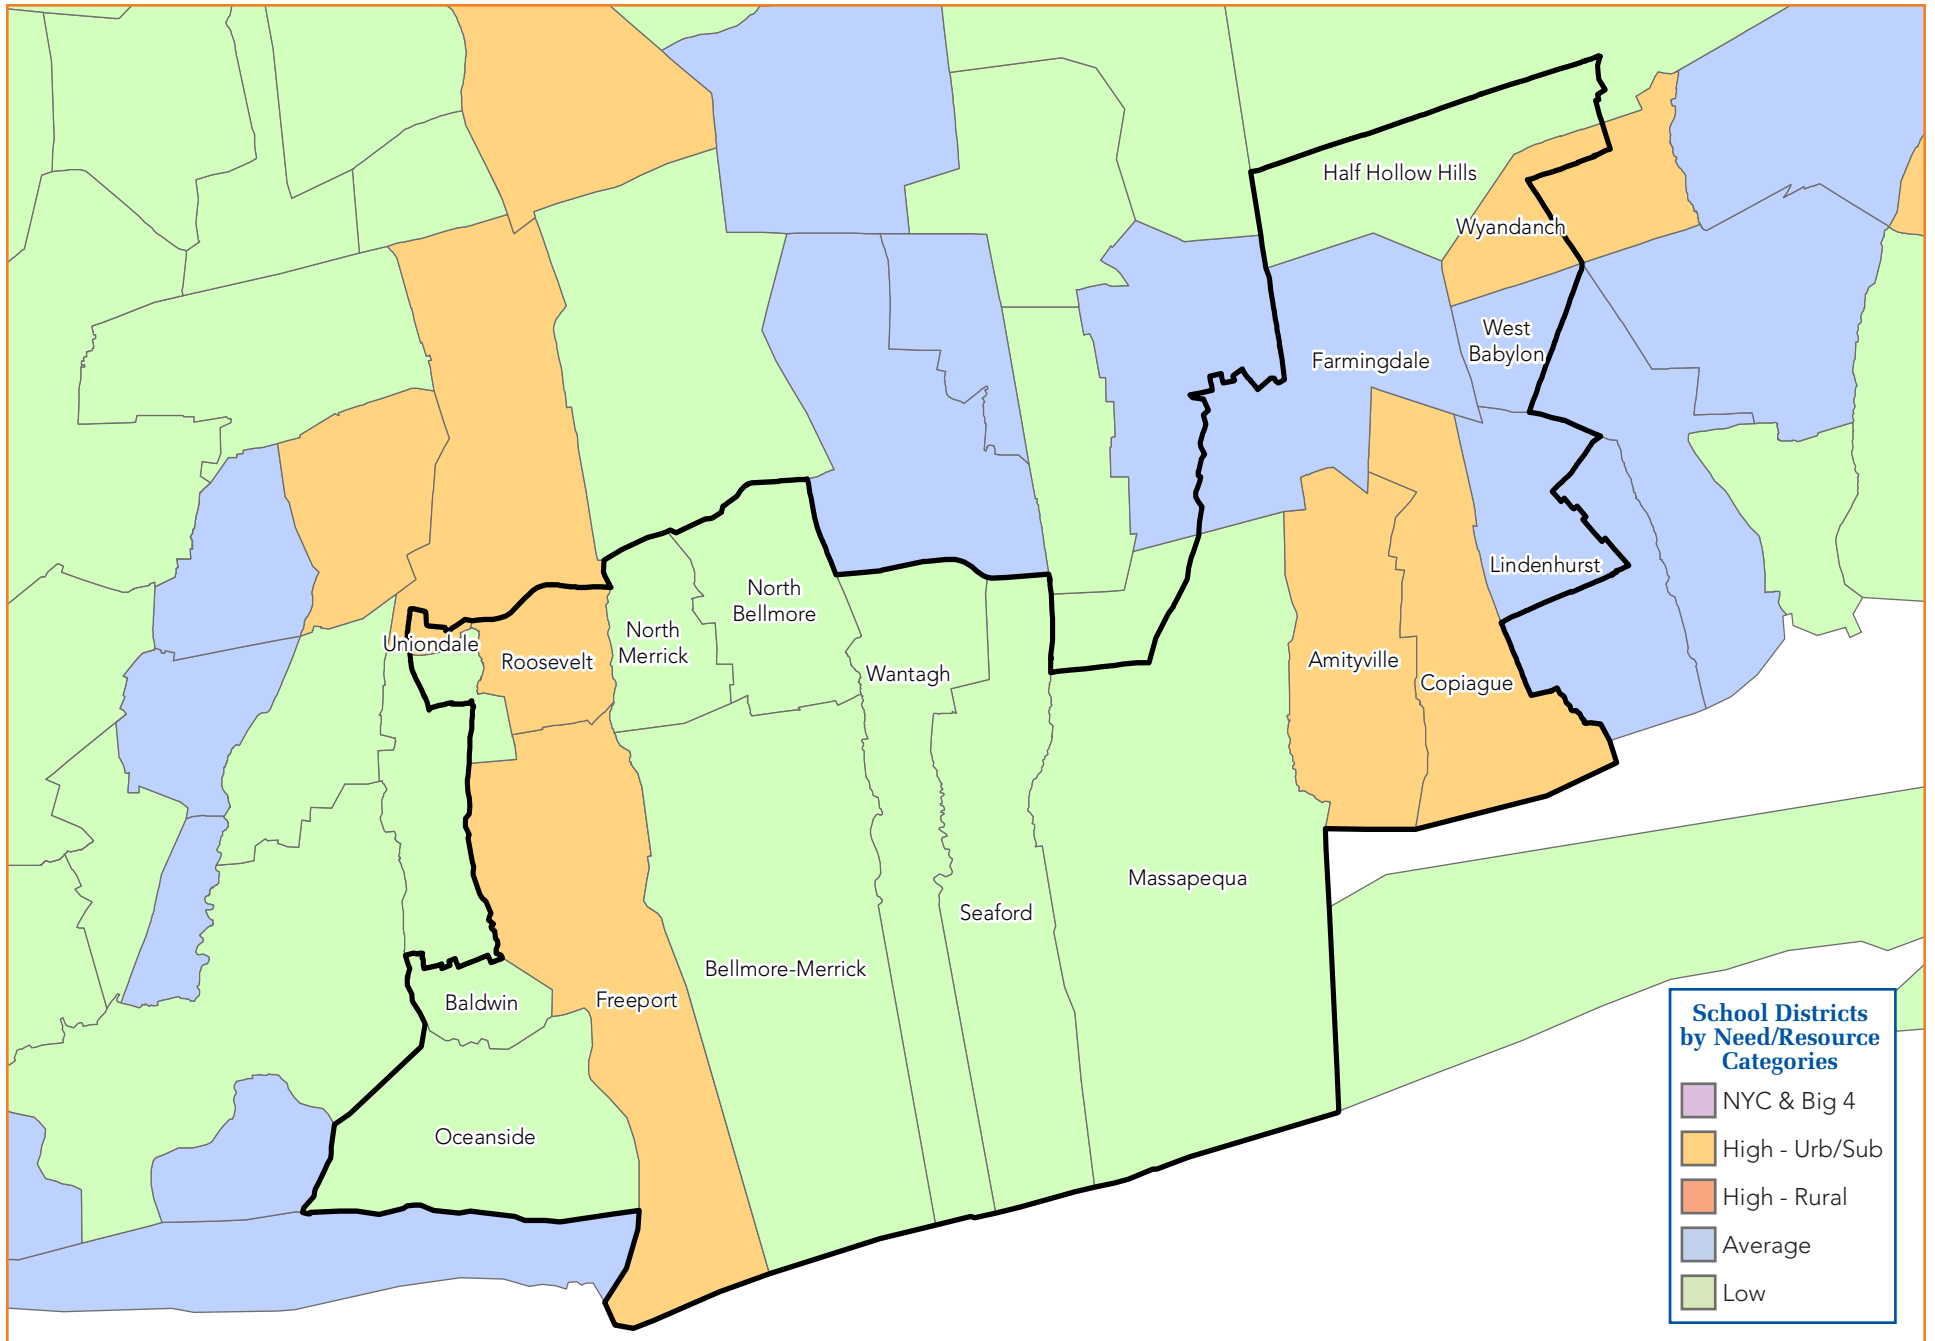 Half Hollow Hills
Wyandanch
West
Babylon
Farmingdale
Lindenhurst
North
Bellmore
North
Merrick
Uniondale
Roosevelt
Wantagh
Amityville
Copiague
Massapequa
Seaford
Bellmore-Merrick
Freeport
Baldwin
Oceanside
School Districts
by Need/Resource
Categories
NYC & Big 4
High - Urb/Sub
High - Rural
Average
Low